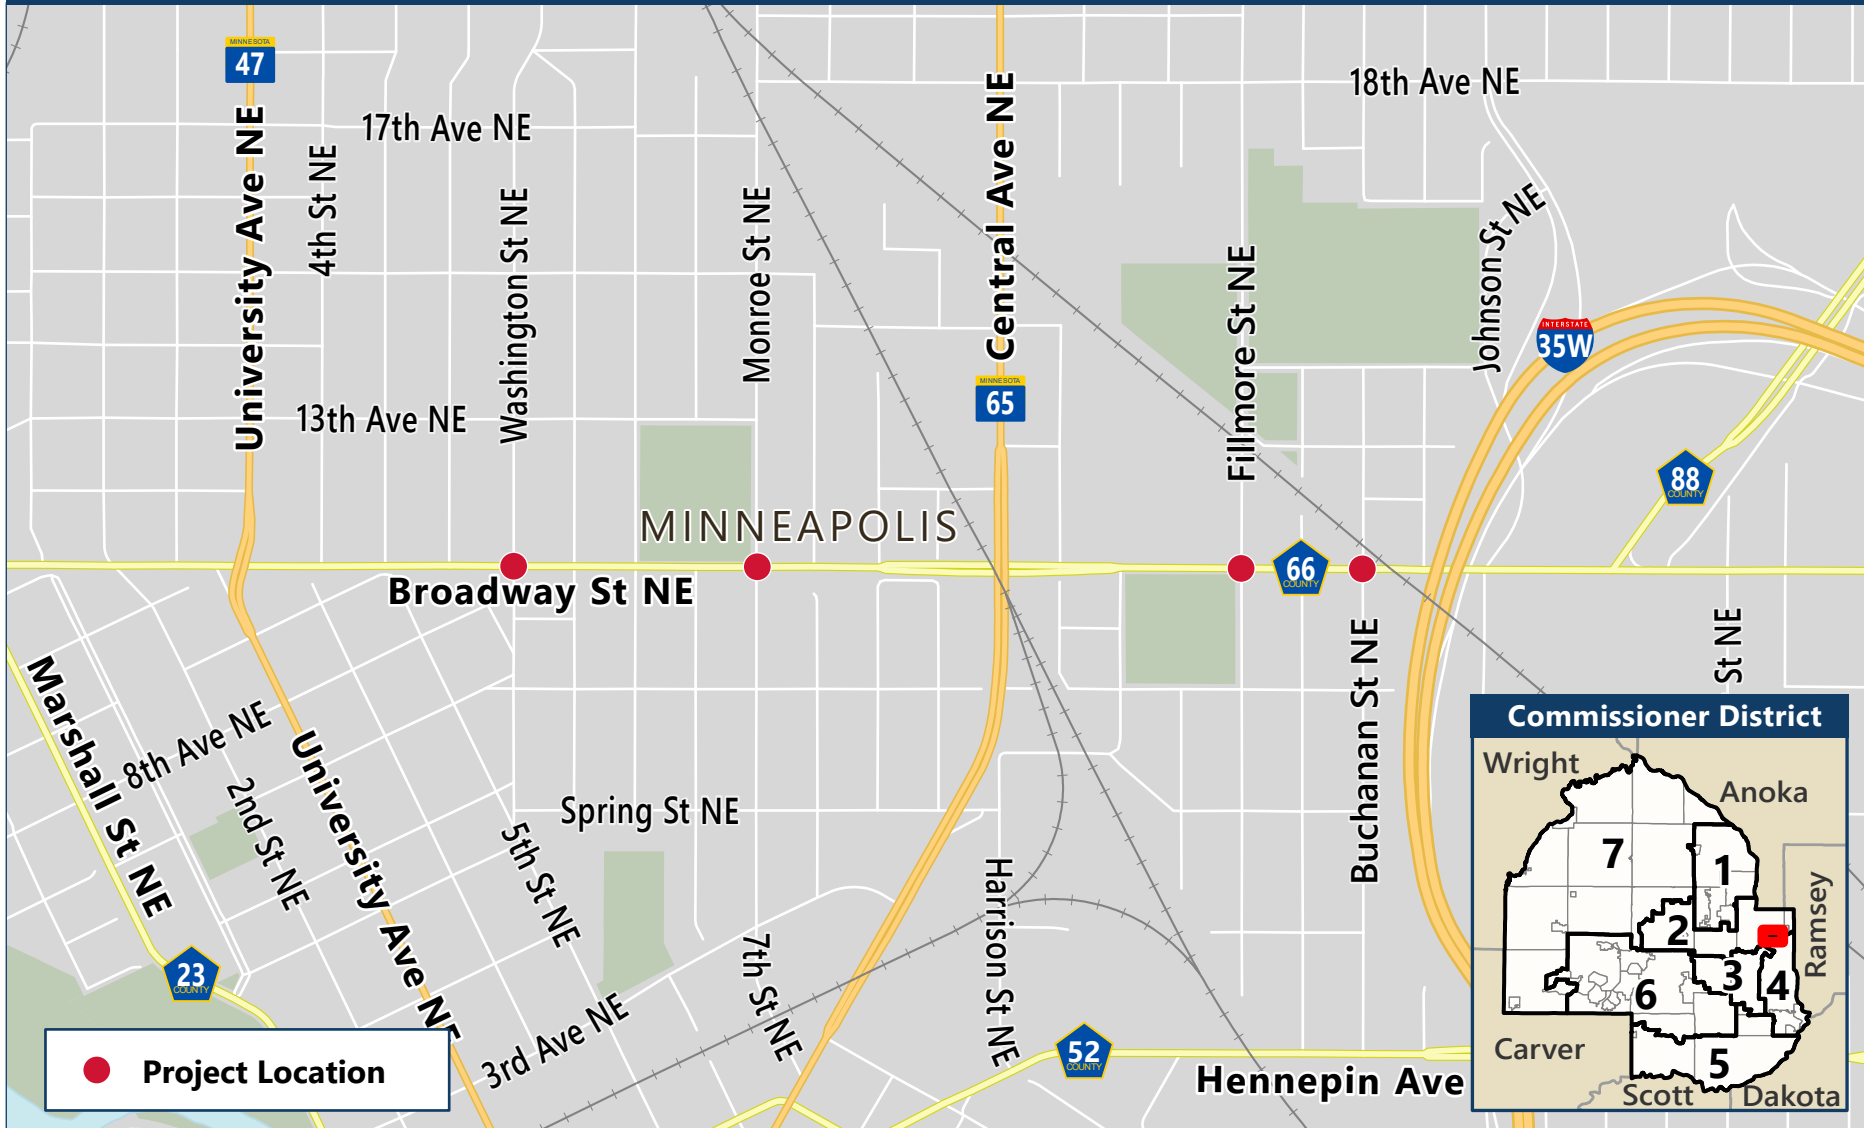 MINNESOTA
47
University Ave NE
4th St NE
17th Ave NE
Washington St NE
Monroe St NE
Central Ave NE
18th Ave NE
Johnson St NE
INTERSTATE
35W
MINNESOTA
65
Fillmore St NE
13th Ave NE
88
COUNTY
MINNEAPOLIS
Broadway St NE
66
COUNTY
St NE
Buchanan St NE
Marshall St NE
8th Ave NE
2nd St NE
University Ave NE
5th St NE
Spring St NE
Harrison St NE
7th St NE
3rd Ave NE
23
COUNTY
52
COUNTY
Hennepin Ave
Project Location
Commissioner District
Wright
Anoka
7
1
2
Ramsey
3
4
6
Carver
5
Scott
Dakota